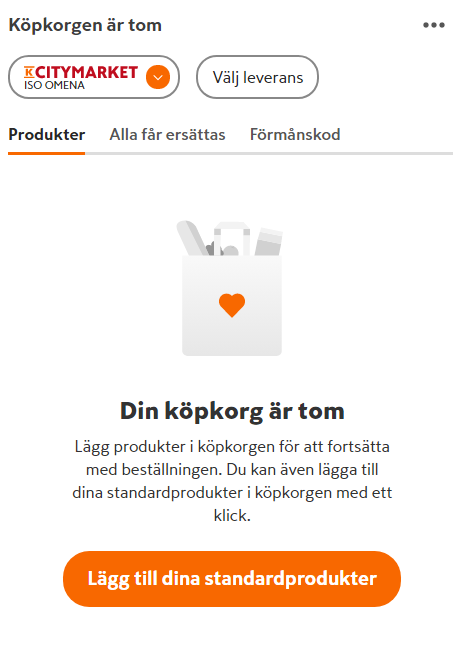 Köpkorgen är tom
K CITYMARKET
ISO OMENA
Välj leverans
Produkter
Alla får ersättas
Förmånskod
Din köpkorg är tom
Lägg produkter i köpkorgen för att fortsätta
med beställningen. Du kan även lägga till
dina standardprodukter i köpkorgen med ett
klick.
Lägg till dina standardprodukter